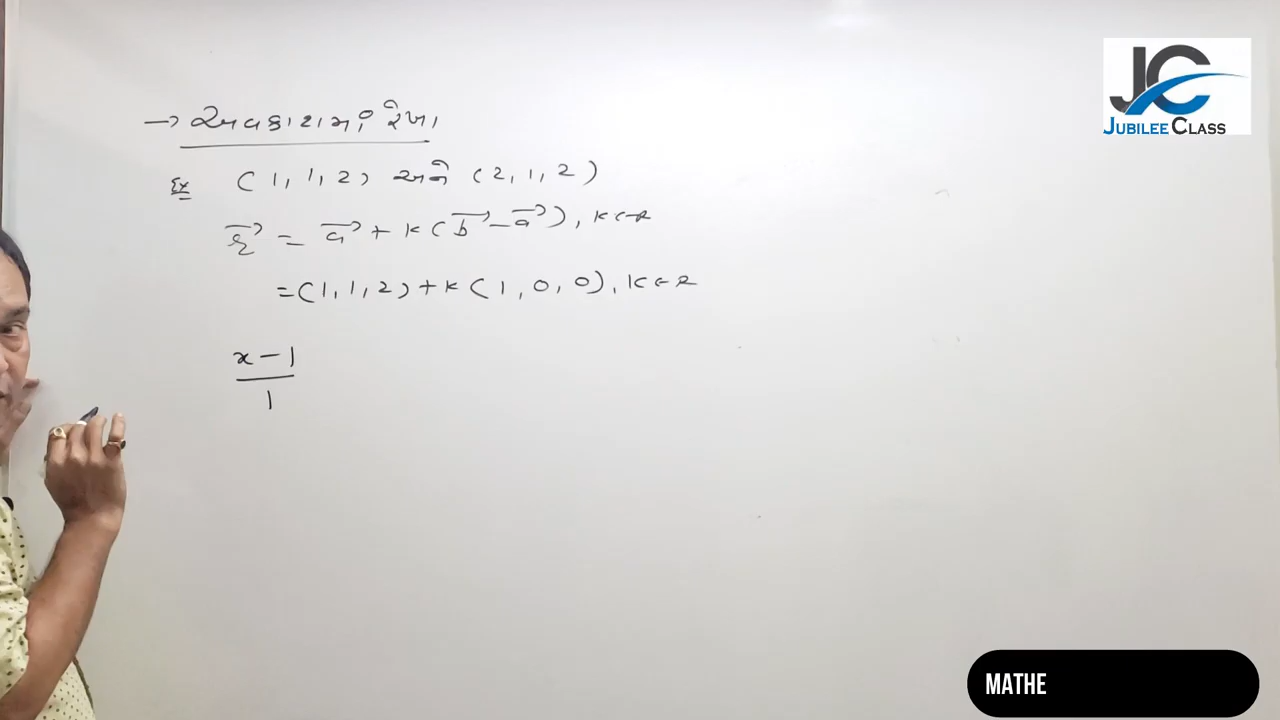 → અવકાશમાં રેખા
Ex (1, 1, 2) અને (2, 1, 2)
r⃗ = a⃗ + k(b⃗ - a⃗), k∈R
=(1, 1, 2)+k(1, 0, 0), k∈R
x-1
1
JC
JUBILEE CLASS
MATHE